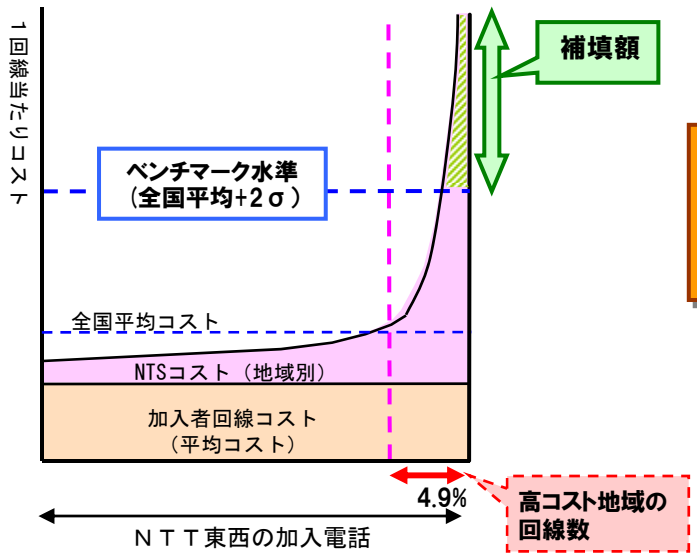 1回線当たりコスト
補填額
ベンチマーク水準
(全国平均+2σ)
全国平均コスト
NTSコスト（地域別）
加入者回線コスト
(平均コスト)
4.9%
高コスト地域の
回線数
ＮＴＴ東西の加入電話